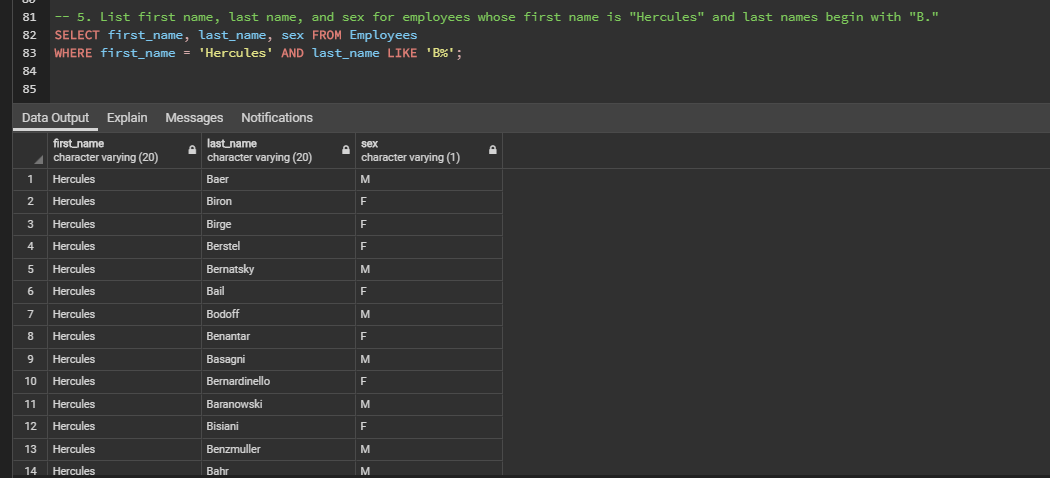 81 -- 5. List first name, last name, and sex for employees whose first name is "Hercules" and last names begin with "B."
82 SELECT first_name, last_name, sex FROM Employees
83 WHERE first_name = 'Hercules' AND last_name LIKE 'B%';
84
85
Data Output Explain Messages Notifications
first_name last_name sex
character varying (20) character varying (20) character varying (1)
1 Hercules Baer M
2 Hercules Biron F
3 Hercules Birge F
4 Hercules Berstel F
5 Hercules Bernatsky M
6 Hercules Bail F
7 Hercules Bodoff M
8 Hercules Benantar F
9 Hercules Basagni M
10 Hercules Bernardinello F
11 Hercules Baranowski M
12 Hercules Bisiani F
13 Hercules Benzmuller M
14 Hercules Bahr M